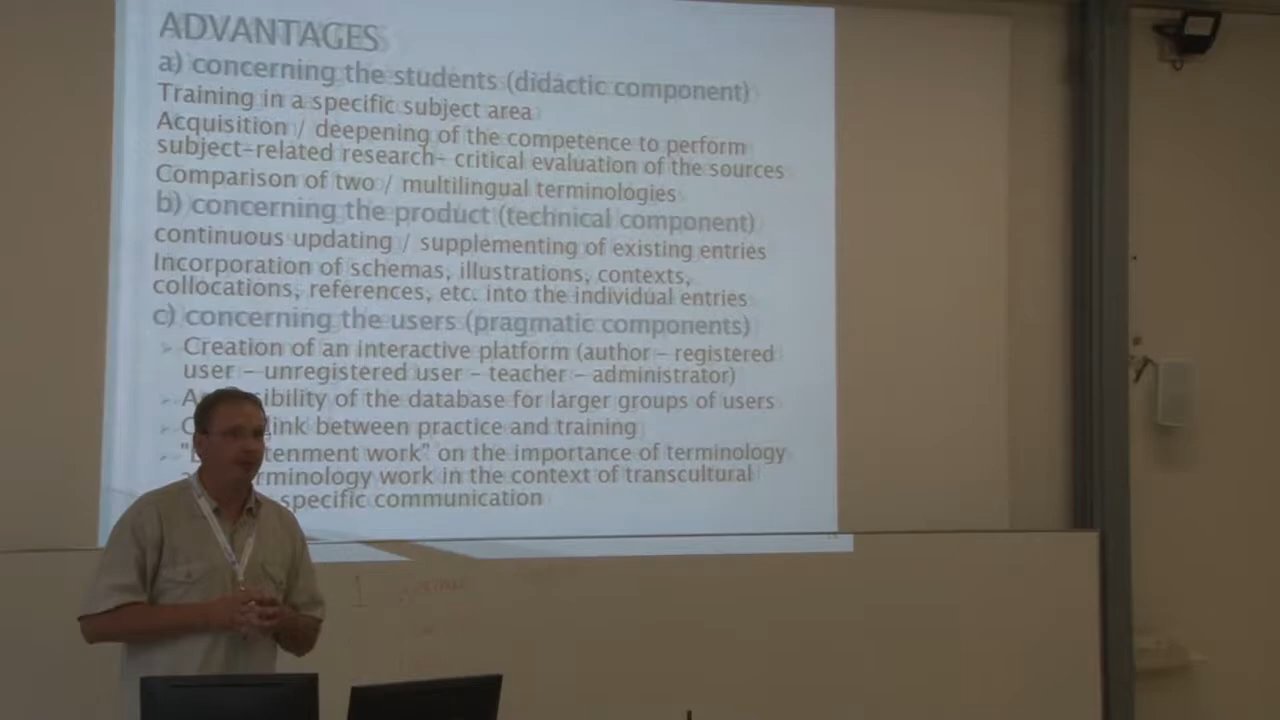 ADVANTAGES
a) concerning the students (didactic component)
Training in a specific subject area
Acquisition / deepening of the competence to perform
subject-related research- critical evaluation of the sources
Comparison of two / multilingual terminologies
b) concerning the product (technical component)
continuous updating / supplementing of existing entries
Incorporation of schemas, illustrations, contexts,
collocations, references, etc. into the individual entries
c) concerning the users (pragmatic components)
Creation of an interactive platform (author – registered
user – unregistered user – teacher – administrator)
of the database for larger groups of users
link between practice and training
work" on the importance of terminology
work in the context of transcultural
specific communication